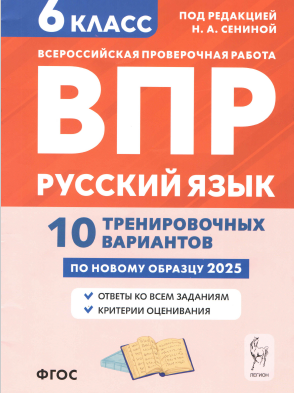 6 КЛАСС
ПОД РЕДАКЦИЕЙ
Н. А. СЕНИНОЙ
ВСЕРОССИЙСКАЯ ПРОВЕРОЧНАЯ РАБОТА
ВПР
РУССКИЙ ЯЗЫК
10 ТРЕНИРОВОЧНЫХ
ВАРИАНТОВ
ПО НОВОМУ ОБРАЗЦУ 2025
ОТВЕТЫ КО ВСЕМ ЗАДАНИЯМ
КРИТЕРИИ ОЦЕНИВАНИЯ
ФГОС
ЛЕГИОН